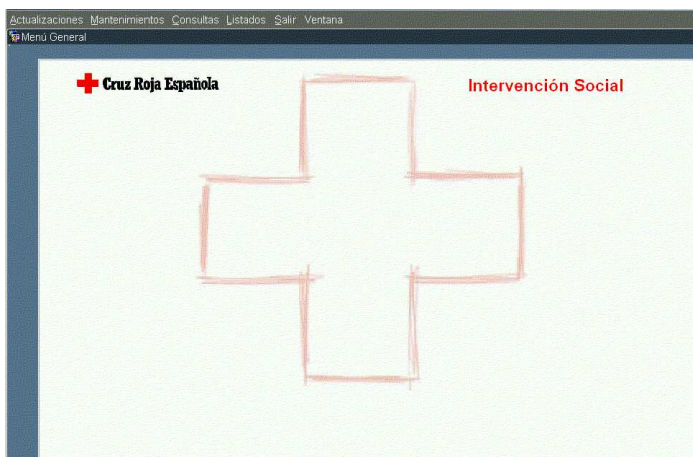 Actualizaciones Mantenimientos Consultas Listados Salir Ventana
Menú General
Cruz Roja Española
Intervención Social